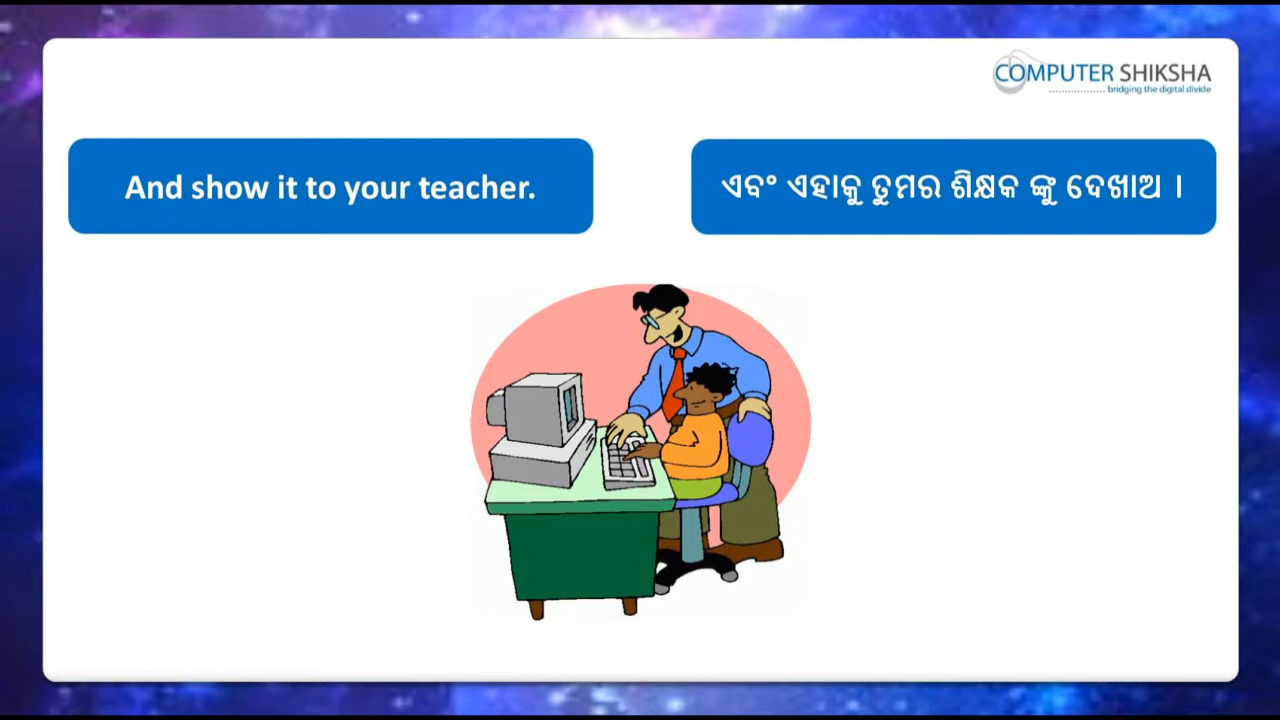 COMPUTER SHIKSHA
bridging the digital divide
And show it to your teacher.
ଏବଂ ଏହାକୁ ତୁମର ଶିକ୍ଷକ ଙ୍କୁ ଦେଖାଅ ।